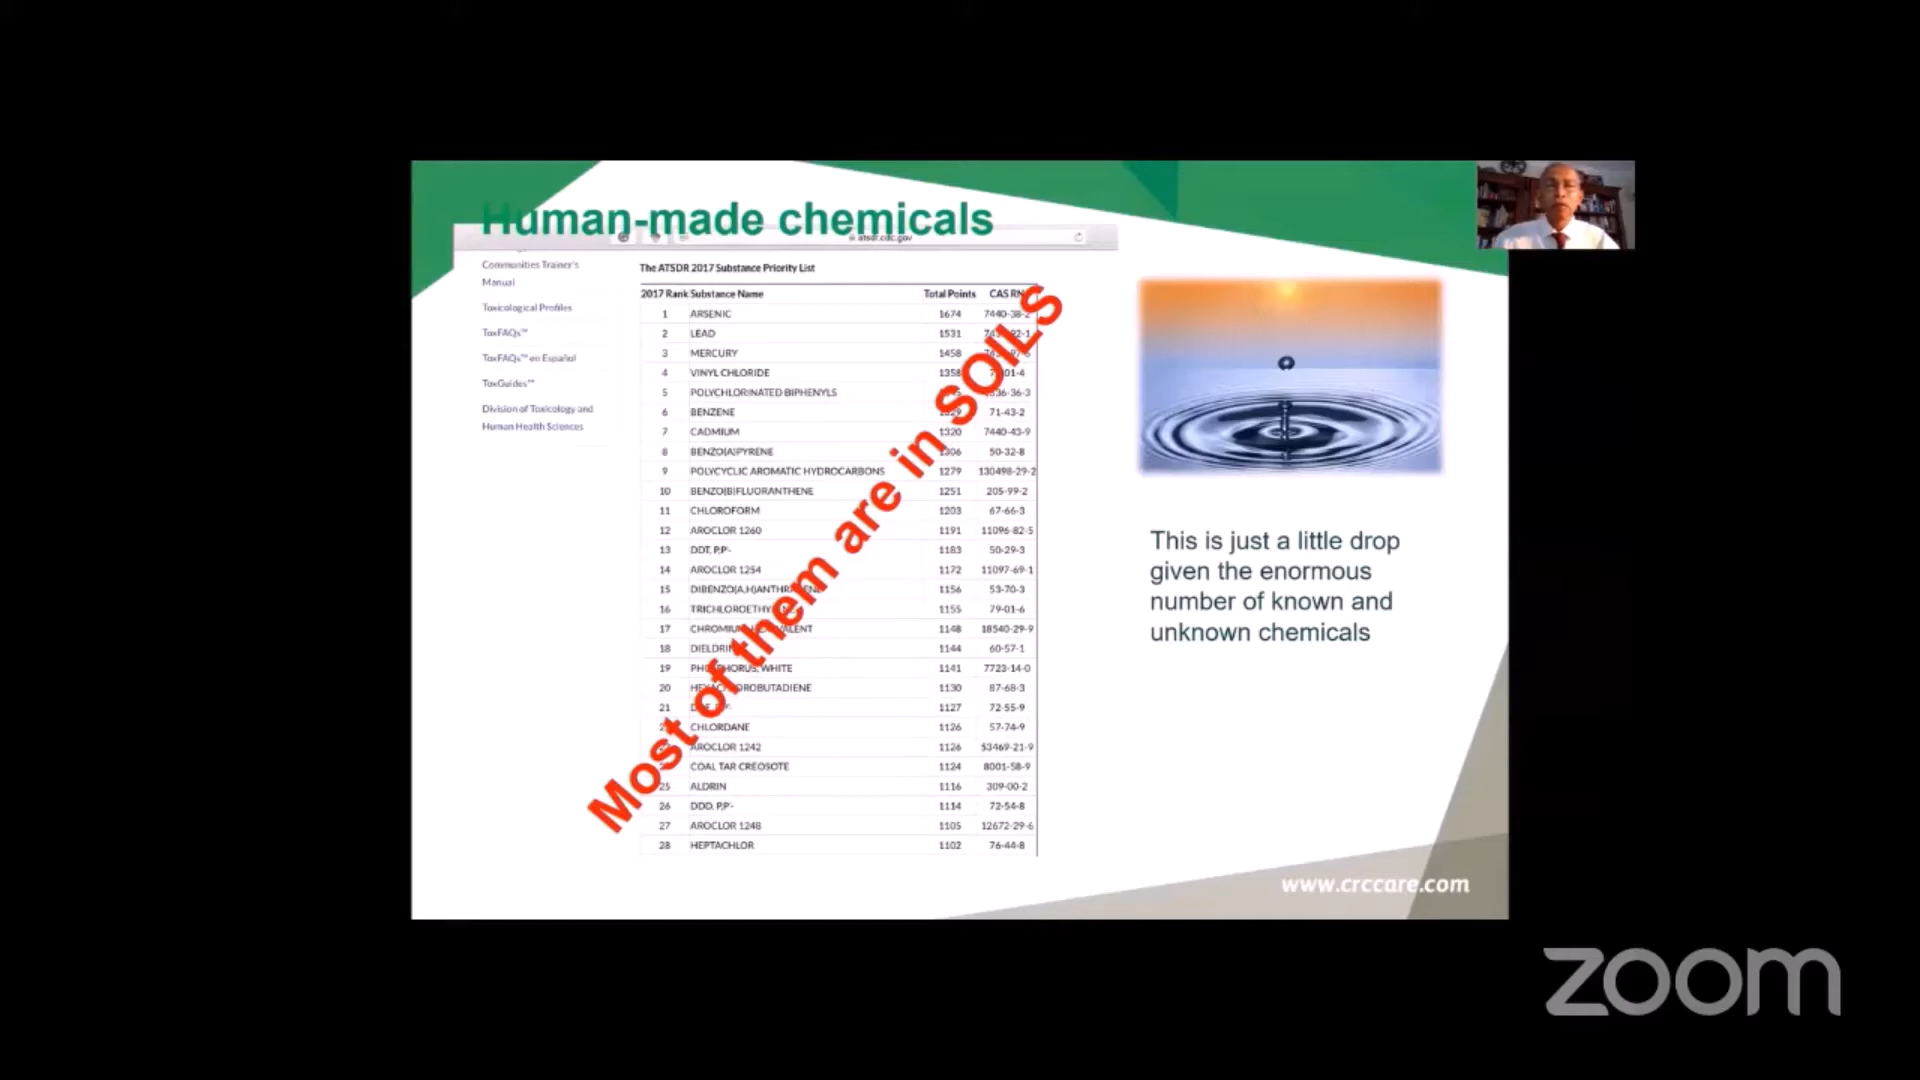 Human-made chemicals
atsdr.cdc.gov
Communities Trainer's
Manual
Toxicological Profiles
ToxFAQs™
ToxFAQs™ en Español
ToxGuides™
Division of Toxicology and
Human Health Sciences
The ATSDR 2017 Substance Priority List
2017 Rank Substance Name Total Points CAS RN
1 ARSENIC 1674 7440-38-2
2 LEAD 1531
3 MERCURY 1458
4 VINYL CHLORIDE 1358
5 POLYCHLORINATED BIPHENYLS
6 BENZENE 71-43-2
7 CADMIUM 1320 7440-43-9
8 BENZO(A)PYRENE 1306 50-32-8
9 POLYCYCLIC AROMATIC HYDROCARBONS 1279 130498-29-2
10 BENZO(B)FLUORANTHENE 1251 205-99-2
11 CHLOROFORM 1203 67-66-3
12 AROCLOR 1260 1191 11096-82-5
13 DDT, P,P'- 1183 50-29-3
14 AROCLOR 1254 1172 11097-69-1
15 DIBENZO(A,H)ANTHRACENE 1156 53-70-3
16 1155 79-01-6
17 1148 18540-29-9
18 DIELDRIN 1144 60-57-1
19 PHOSPHORUS, WHITE 1141 7723-14-0
20 1130 87-68-3
21 1127 72-55-9
CHLORDANE 1126 57-74-9
AROCLOR 1242 1126 53469-21-9
COAL TAR CREOSOTE 1124 8001-58-9
25 ALDRIN 1116 309-00-2
26 DDD, P,P'- 1114 72-54-8
27 AROCLOR 1248 1105 12672-29-6
28 HEPTACHLOR 1102 76-44-8
Most of them are in SOILS
This is just a little drop
given the enormous
number of known and
unknown chemicals
www.crccare.com
zoom